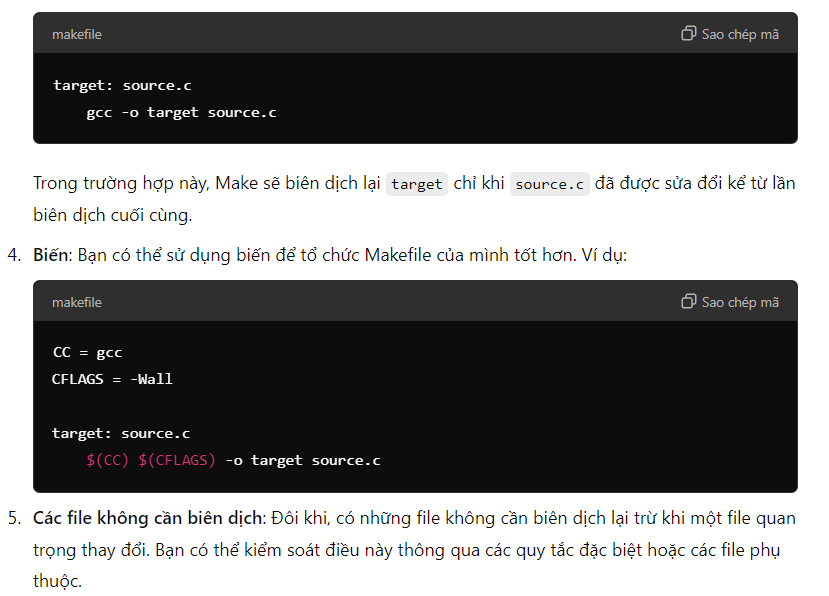 makefile
Sao chép mã
target: source.c
    gcc -o target source.c
Trong trường hợp này, Make sẽ biên dịch lại target chỉ khi source.c đã được sửa đổi kể từ lần
biên dịch cuối cùng.
4. Biến: Bạn có thể sử dụng biến để tổ chức Makefile của mình tốt hơn. Ví dụ:
makefile
Sao chép mã
CC = gcc
CFLAGS = -Wall
target: source.c
    $(CC) $(CFLAGS) -o target source.c
5. Các file không cần biên dịch: Đôi khi, có những file không cần biên dịch lại trừ khi một file quan
trọng thay đổi. Bạn có thể kiểm soát điều này thông qua các quy tắc đặc biệt hoặc các file phụ
thuộc.